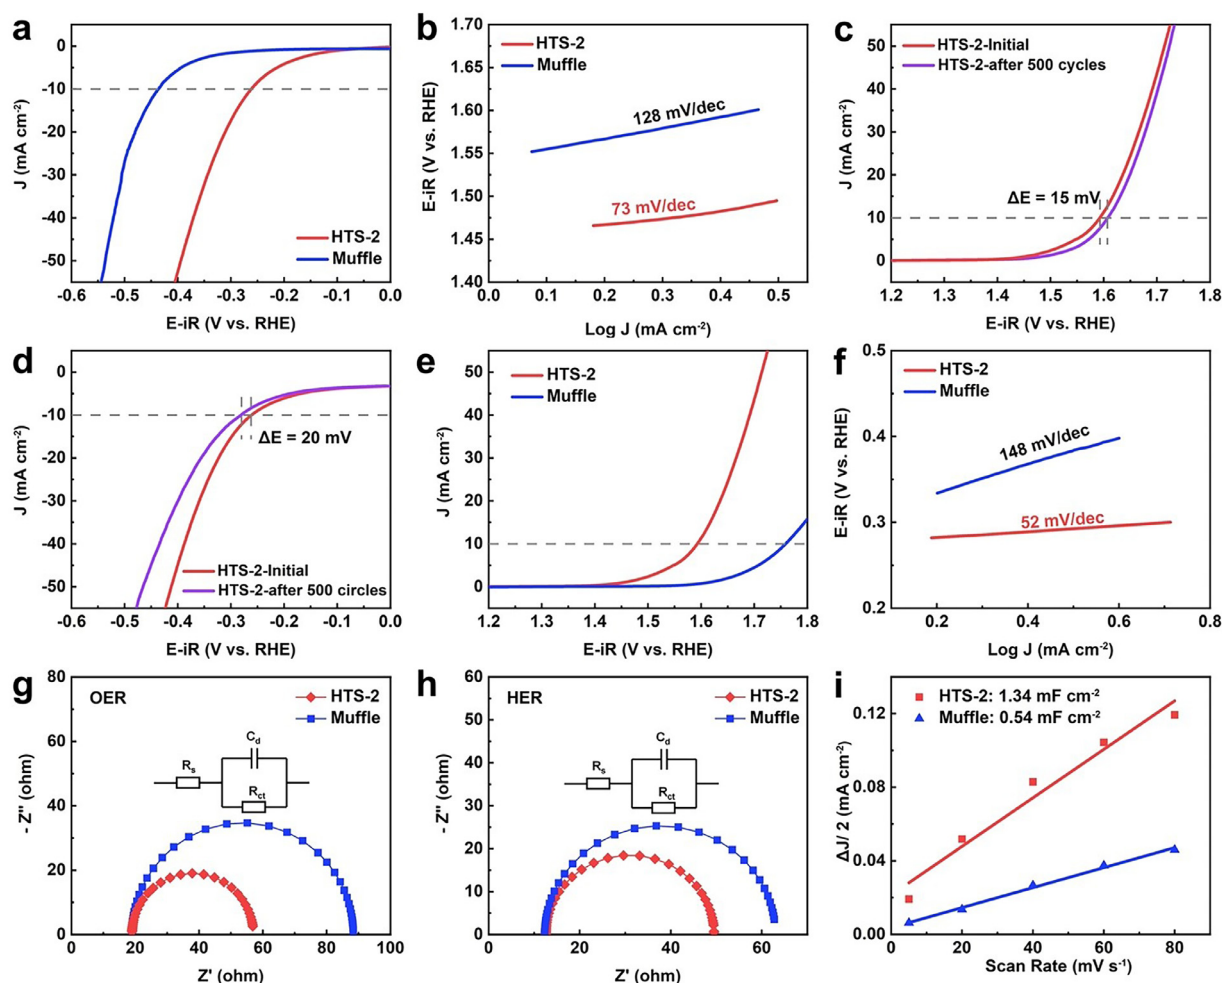 a
0
-10
-20
-30
-40
-50
J (mA cm⁻²)
HTS-2
Muffle
-0.6
-0.5
-0.4
-0.3
-0.2
-0.1
0.0
E-iR (V vs. RHE)
b
1.70
1.65
1.60
1.55
1.50
1.45
1.40
E-iR (V vs. RHE)
HTS-2
Muffle
128 mV/dec
73 mV/dec
0.0
0.1
0.2
0.3
0.4
0.5
Log J (mA cm⁻²)
c
50
40
30
20
10
0
J (mA cm⁻²)
HTS-2-Initial
HTS-2-after 500 cycles
ΔE = 15 mV
1.2
1.3
1.4
1.5
1.6
1.7
1.8
E-iR (V vs. RHE)
d
0
-10
-20
-30
-40
-50
J (mA cm⁻²)
ΔE = 20 mV
HTS-2-Initial
HTS-2-after 500 circles
-0.6
-0.5
-0.4
-0.3
-0.2
-0.1
0.0
E-iR (V vs. RHE)
e
50
40
30
20
10
0
J (mA cm⁻²)
HTS-2
Muffle
1.2
1.3
1.4
1.5
1.6
1.7
1.8
E-iR (V vs. RHE)
f
0.5
0.4
0.3
0.2
E-iR (V vs. RHE)
HTS-2
Muffle
148 mV/dec
52 mV/dec
0.2
0.4
0.6
0.8
Log J (mA cm⁻²)
g
80
60
40
20
0
- Z'' (ohm)
OER
HTS-2
Muffle
Cd
Rs
Rct
0
20
40
60
80
100
Z' (ohm)
h
60
50
40
30
20
10
0
- Z'' (ohm)
HER
HTS-2
Muffle
Cd
Rs
Rct
0
20
40
60
Z' (ohm)
i
0.12
0.08
0.04
0.00
ΔJ/ 2 (mA cm⁻²)
HTS-2: 1.34 mF cm⁻²
Muffle: 0.54 mF cm⁻²
0
20
40
60
80
Scan Rate (mV s⁻¹)